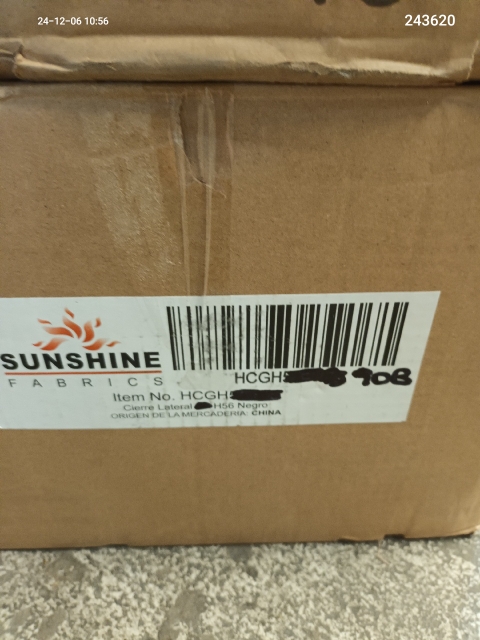 24-12-06 10:56
243620
SUNSHINE
FABRICS
HCGH 90B
Item No. HCGH
Cierre Lateral H56 Negro
ORIGEN DE LA MERCADERIA: CHINA